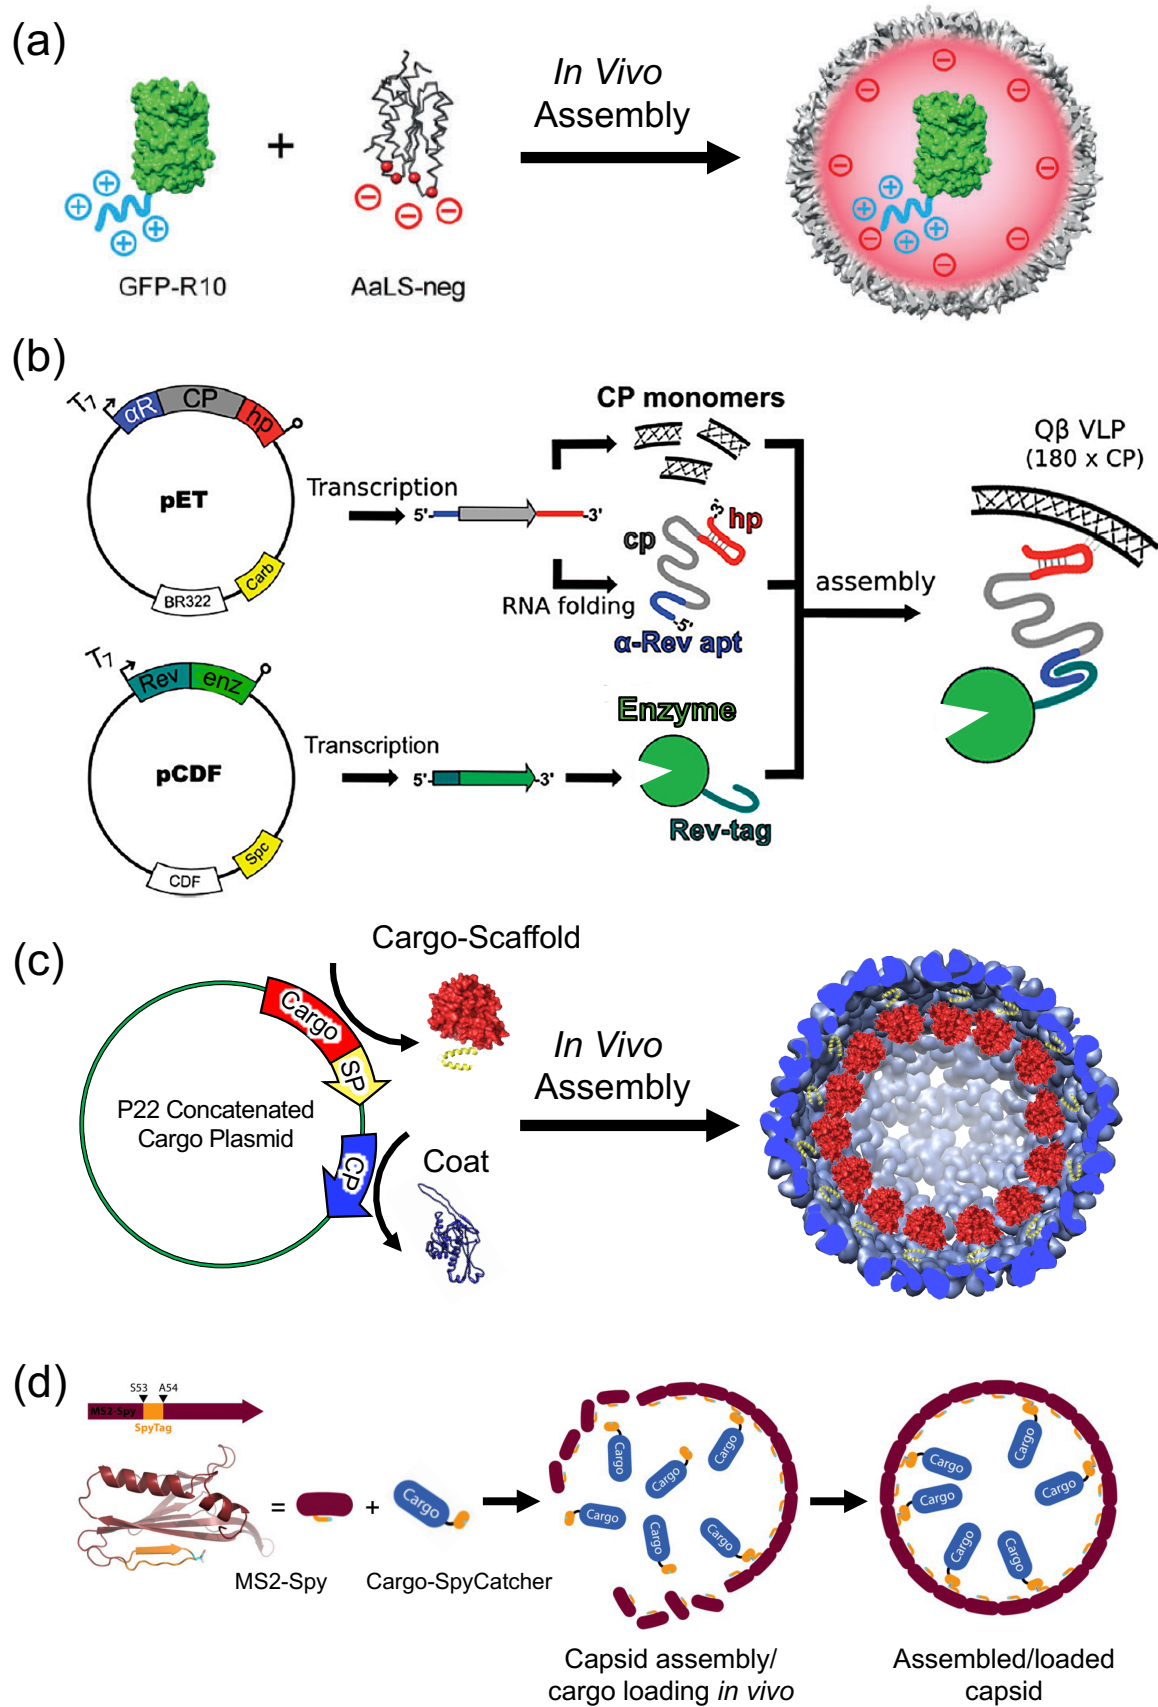 (a)
In Vivo
Assembly
+
GFP-R10
AaLS-neg
(b)
T7
αR
CP
hp
pET
BR322
Carb
Transcription
5'-
-3'
CP monomers
RNA folding
cp
3'
hp
-5'
α-Rev apt
assembly
Qβ VLP
(180 x CP)
T7
Rev
enz
pCDF
CDF
Spc
Transcription
5'-
-3'
Enzyme
Rev-tag
(c)
Cargo-Scaffold
Cargo
SP
CP
P22 Concatenated
Cargo Plasmid
Coat
In Vivo
Assembly
(d)
S53 A54
MS2-Spy
SpyTag
=
+
Cargo
MS2-Spy
Cargo-SpyCatcher
Cargo
Cargo
Cargo
Cargo
Cargo
Cargo
Capsid assembly/
cargo loading in vivo
Cargo
Cargo
Cargo
Cargo
Cargo
Cargo
Assembled/loaded
capsid